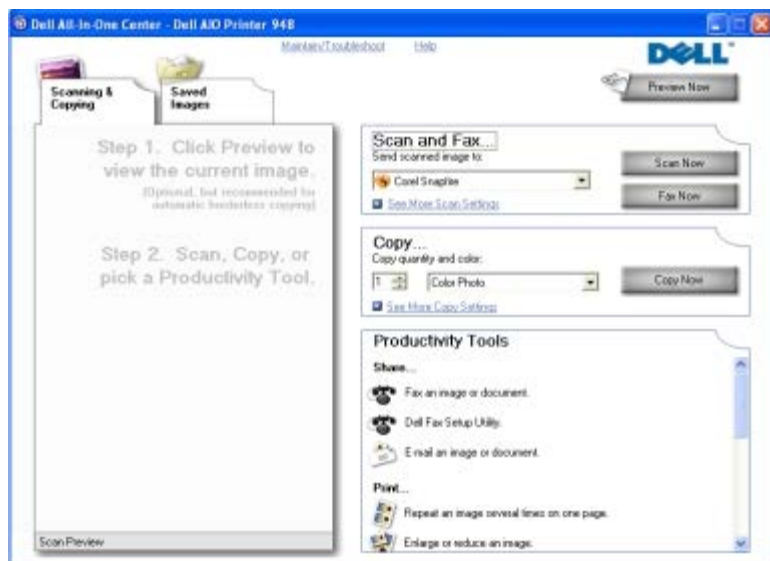 Dell All-In-One Center - Dell AIO Printer 948
Maintain/Troubleshoot
Help
DELL™
Scanning &
Copying
Saved
Images
Preview Now
Step 1. Click Preview to
view the current image.
(Optional, but recommended for
automatic borderless copying)
Step 2. Scan, Copy, or
pick a Productivity Tool.
Scan Preview
Scan and Fax...
Send scanned image to:
Corel Snapfire
See More Scan Settings
Scan Now
Fax Now
Copy...
Copy quantity and color:
1
Color Photo
See More Copy Settings
Copy Now
Productivity Tools
Share...
Fax an image or document.
Dell Fax Setup Utility.
E-mail an image or document.
Print...
Repeat an image several times on one page.
Enlarge or reduce an image.